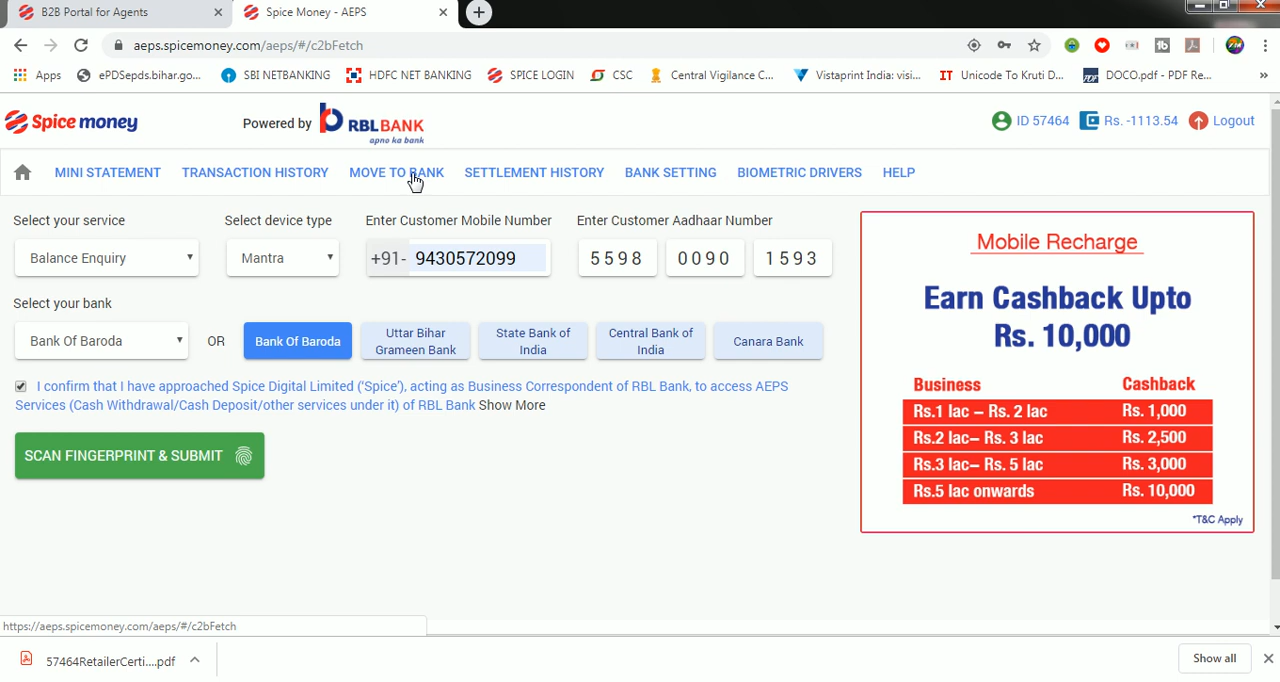 B2B Portal for Agents
Spice Money - AEPS
aeps.spicemoney.com/aeps/#/c2bFetch
Apps
ePDSepds.bihar.go...
SBI NETBANKING
HDFC NET BANKING
SPICE LOGIN
CSC
Central Vigilance C...
Vistaprint India: visi...
IT Unicode To Kruti D...
DOCO.pdf - PDF Re...
Spice money
Powered by RBLBANK
apno ka bank
ID 57464
Rs. -1113.54
Logout
MINI STATEMENT
TRANSACTION HISTORY
MOVE TO BANK
SETTLEMENT HISTORY
BANK SETTING
BIOMETRIC DRIVERS
HELP
Select your service
Select device type
Enter Customer Mobile Number
Enter Customer Aadhaar Number
Balance Enquiry
Mantra
+91- 9430572099
5598 0090 1593
Select your bank
Bank Of Baroda
OR
Bank Of Baroda
Uttar Bihar
Grameen Bank
State Bank of
India
Central Bank of
India
Canara Bank
I confirm that I have approached Spice Digital Limited ('Spice'), acting as Business Correspondent of RBL Bank, to access AEPS
Services (Cash Withdrawal/Cash Deposit/other services under it) of RBL Bank Show More
SCAN FINGERPRINT & SUBMIT
Mobile Recharge
Earn Cashback Upto
Rs. 10,000
Business Cashback
Rs.1 lac – Rs. 2 lac Rs. 1,000
Rs.2 lac– Rs. 3 lac Rs. 2,500
Rs.3 lac– Rs. 5 lac Rs. 3,000
Rs.5 lac onwards Rs. 10,000
*T&C Apply
https://aeps.spicemoney.com/aeps/#/c2bFetch
57464RetailerCerti....pdf
Show all